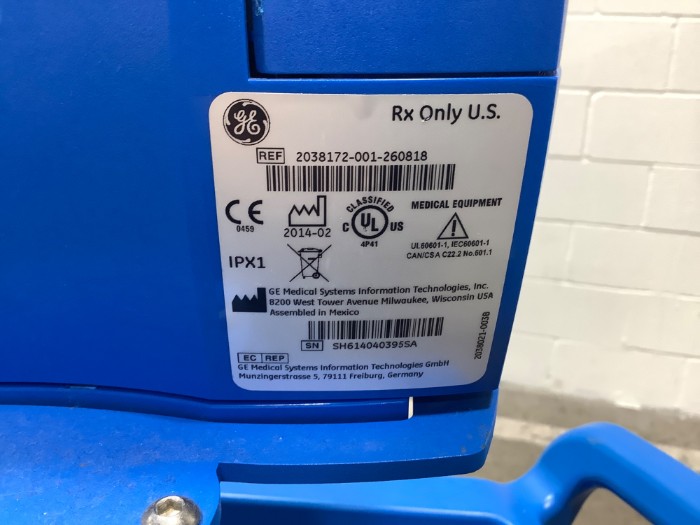 GE
Rx Only U.S.
REF 2038172-001-260818
CE
0459
2014-02
CLASSIFIED
C UL US
4P41
MEDICAL EQUIPMENT
UL60601-1, IEC60601-1
CAN/CSA C22.2 No.601.1
IPX1
GE Medical Systems Information Technologies, Inc.
8200 West Tower Avenue Milwaukee, Wisconsin USA
Assembled in Mexico
SN SH614040395SA
EC REP
GE Medical Systems Information Technologies GmbH
Munzingerstrasse 5, 79111 Freiburg, Germany
2038021-003B